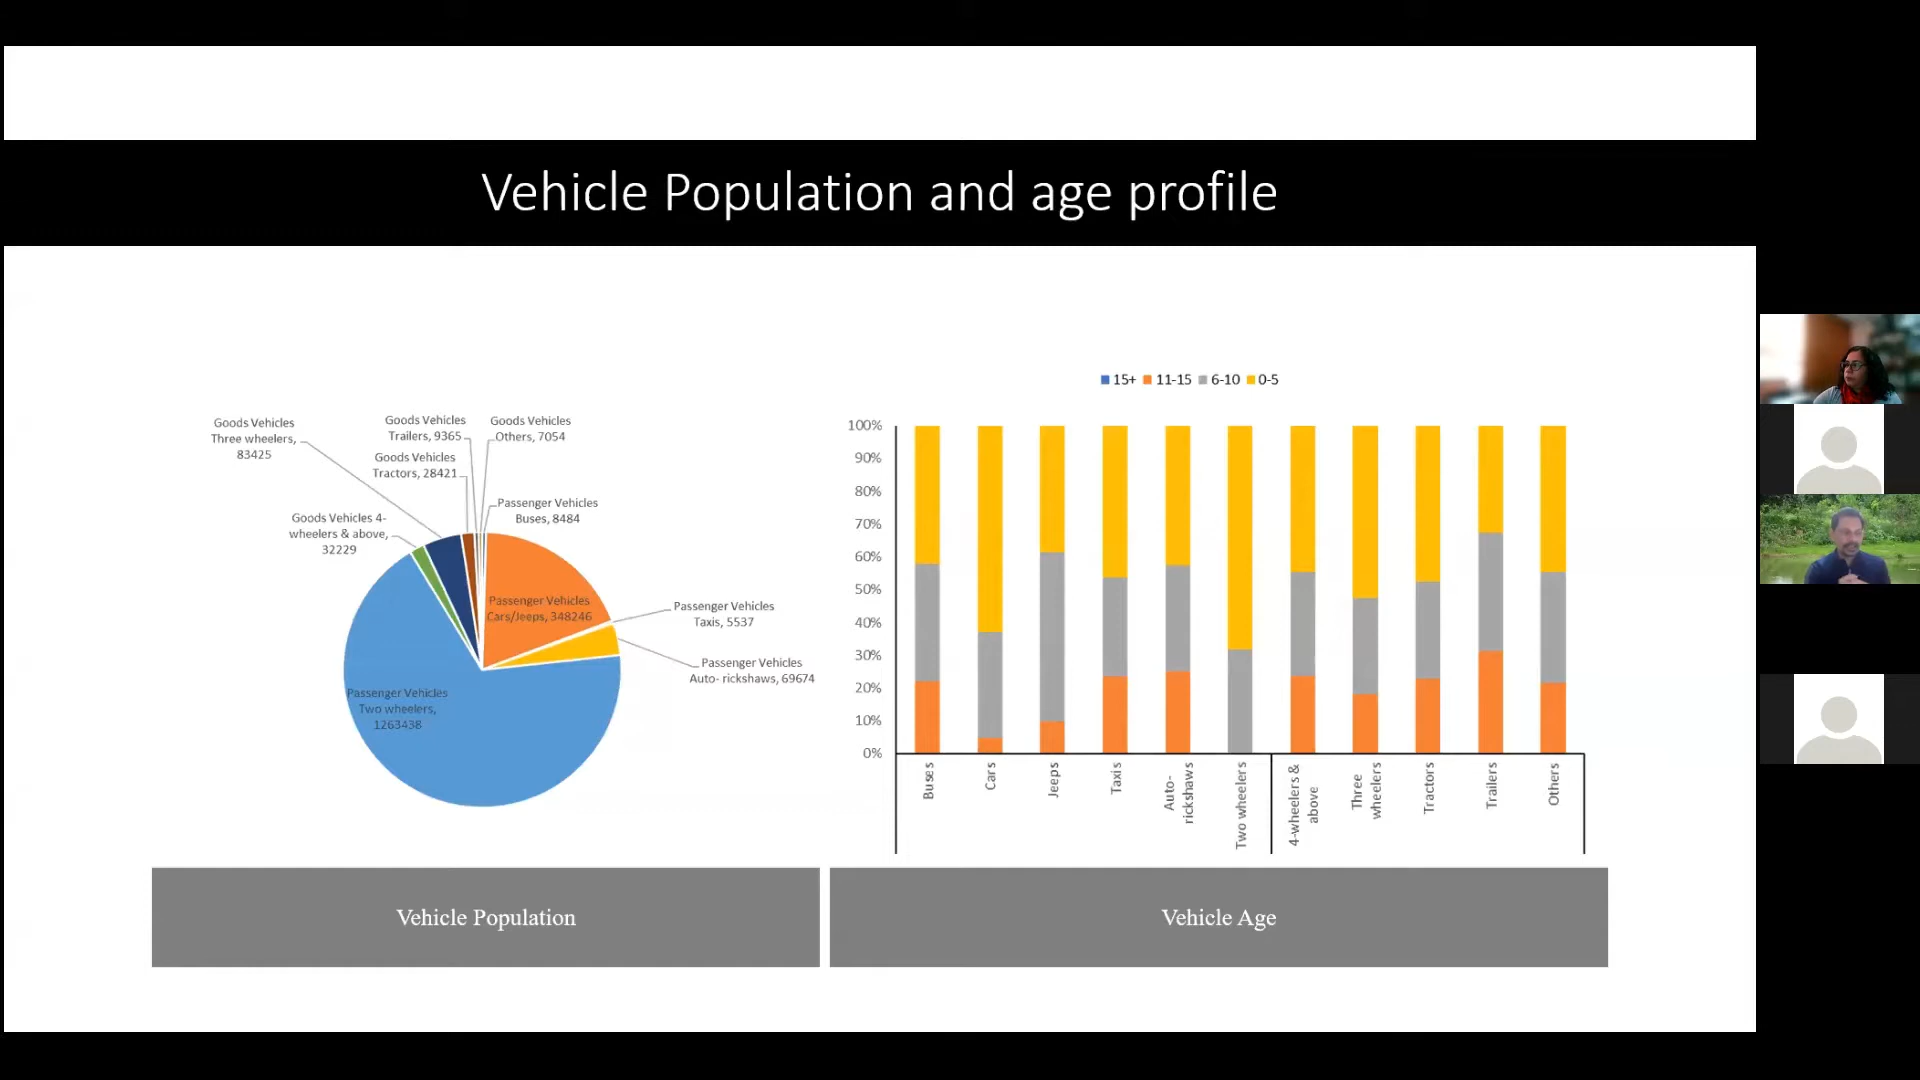 Vehicle Population and age profile
Goods Vehicles
Three wheelers,
83425
Goods Vehicles
Trailers, 9365
Goods Vehicles
Others, 7054
Goods Vehicles
Tractors, 28421
Goods Vehicles 4-
wheelers & above,
32229
Passenger Vehicles
Buses, 8484
Passenger Vehicles
Cars/Jeeps, 348246
Passenger Vehicles
Taxis, 5537
Passenger Vehicles
Auto- rickshaws, 69674
Passenger Vehicles
Two wheelers,
1263438
15+ 11-15 6-10 0-5
100%
90%
80%
70%
60%
50%
40%
30%
20%
10%
0%
Buses
Cars
Jeeps
Taxis
Auto-
rickshaws
Two wheelers
4-wheelers &
above
Three
wheelers
Tractors
Trailers
Others
Vehicle Population
Vehicle Age